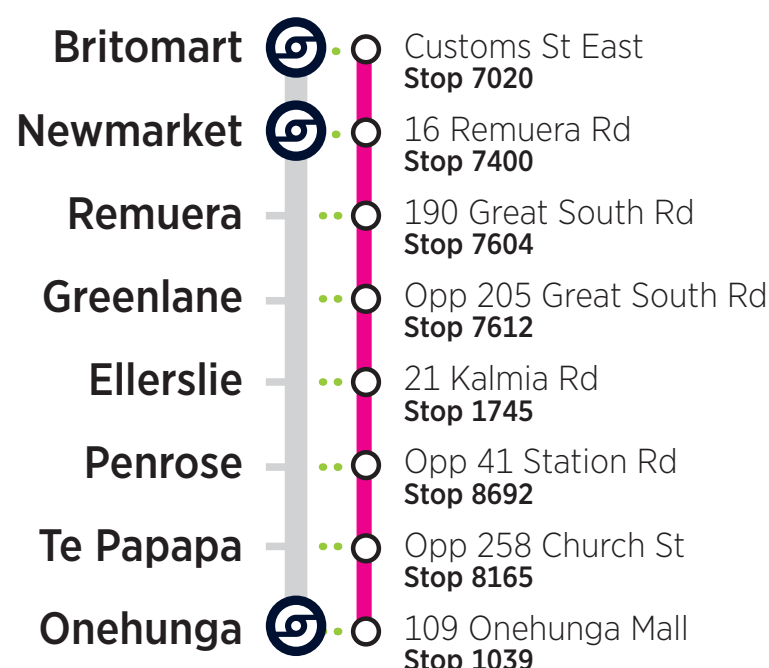 Britomart
Customs St East
Stop 7020
Newmarket
16 Remuera Rd
Stop 7400
Remuera
190 Great South Rd
Stop 7604
Greenlane
Opp 205 Great South Rd
Stop 7612
Ellerslie
21 Kalmia Rd
Stop 1745
Penrose
Opp 41 Station Rd
Stop 8692
Te Papapa
Opp 258 Church St
Stop 8165
Onehunga
109 Onehunga Mall
Stop 1039